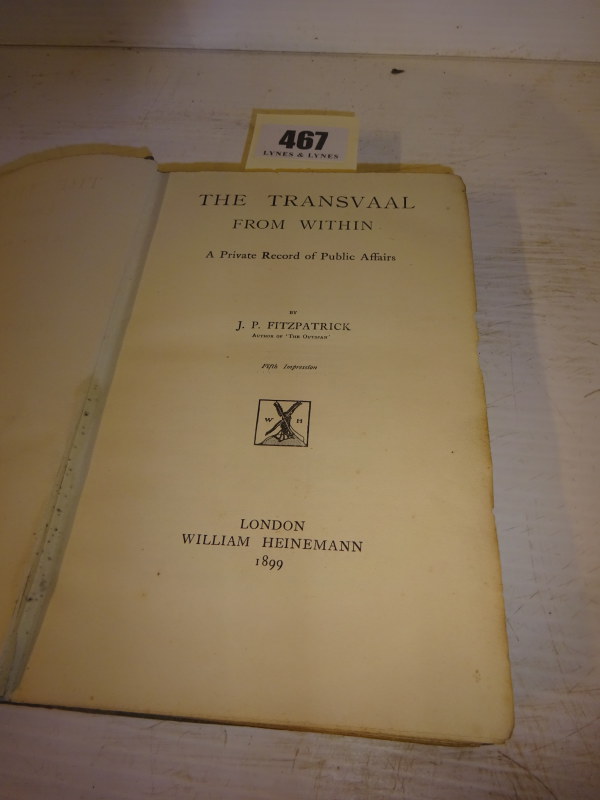 467
LYNES & LYNES
THE TRANSVAAL
FROM WITHIN
A Private Record of Public Affairs
BY
J. P. FITZPATRICK
AUTHOR OF 'THE OUTSPAN'
Fifth Impression
W H
LONDON
WILLIAM HEINEMANN
1899